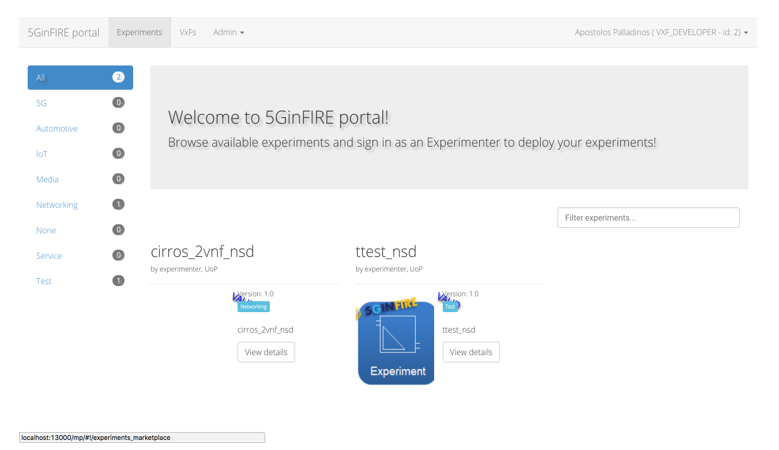 5GinFIRE portal Experiments VxFs Admin Apostolos Palladinos ( VXF_DEVELOPER - id: 2)
All 2
5G 0
Automotive 0
IoT 0
Media 0
Networking 1
None 0
Service 0
Test 1
Welcome to 5GinFIRE portal!
Browse available experiments and sign in as an Experimenter to deploy your experiments!
Filter experiments...
cirros_2vnf_nsd
by experimenter, UoP
Version: 1.0
Networking
cirros_2vnf_nsd
View details
ttest_nsd
by experimenter, UoP
5GINFIRE
Experiment
Version: 1.0
Test
ttest_nsd
View details
localhost:13000/mp/#!/experiments_marketplace